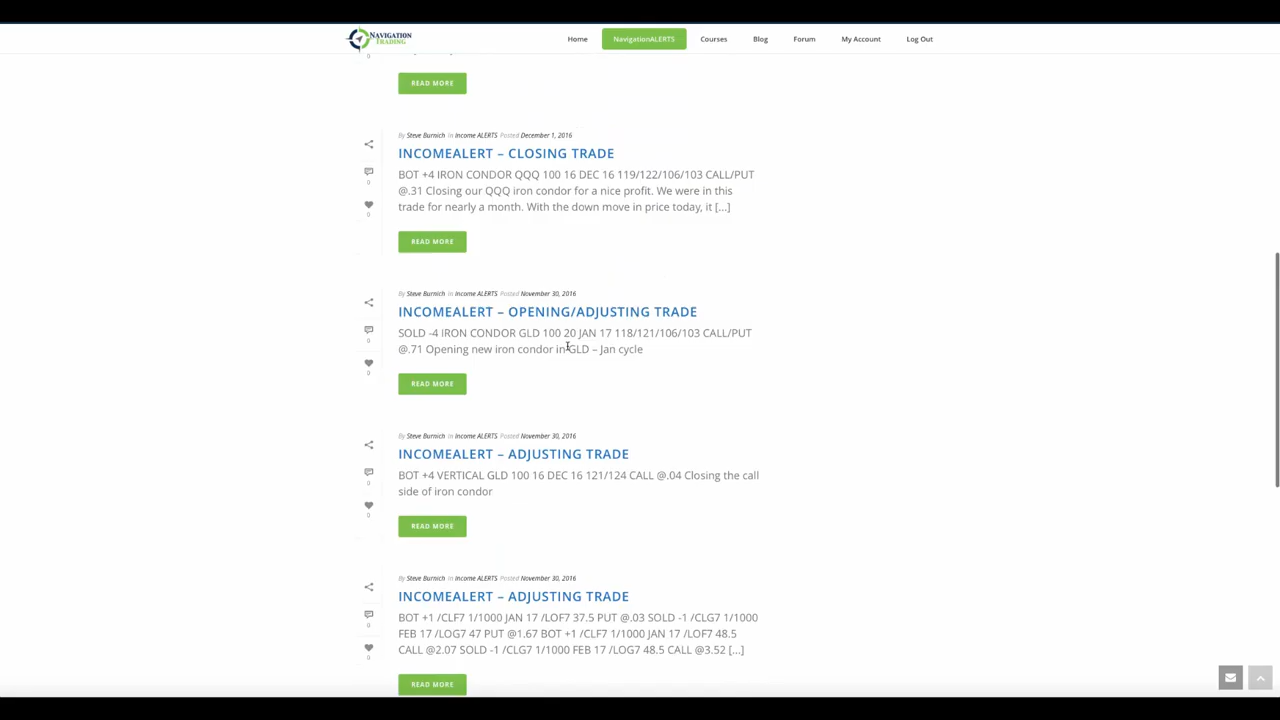 NAVIGATION
TRADING
Home
NavigationALERTS
Courses
Blog
Forum
My Account
Log Out
0
READ MORE
By Steve Burnich In Income ALERTS Posted December 1, 2016
INCOMEALERT – CLOSING TRADE
BOT +4 IRON CONDOR QQQ 100 16 DEC 16 119/122/106/103 CALL/PUT
@.31 Closing our QQQ iron condor for a nice profit. We were in this
trade for nearly a month. With the down move in price today, it [...]
0
0
READ MORE
By Steve Burnich In Income ALERTS Posted November 30, 2016
INCOMEALERT – OPENING/ADJUSTING TRADE
SOLD -4 IRON CONDOR GLD 100 20 JAN 17 118/121/106/103 CALL/PUT
@.71 Opening new iron condor in GLD – Jan cycle
0
0
READ MORE
By Steve Burnich In Income ALERTS Posted November 30, 2016
INCOMEALERT – ADJUSTING TRADE
BOT +4 VERTICAL GLD 100 16 DEC 16 121/124 CALL @.04 Closing the call
side of iron condor
0
0
READ MORE
By Steve Burnich In Income ALERTS Posted November 30, 2016
INCOMEALERT – ADJUSTING TRADE
BOT +1 /CLF7 1/1000 JAN 17 /LOF7 37.5 PUT @.03 SOLD -1 /CLG7 1/1000
FEB 17 /LOG7 47 PUT @1.67 BOT +1 /CLF7 1/1000 JAN 17 /LOF7 48.5
CALL @2.07 SOLD -1 /CLG7 1/1000 FEB 17 /LOG7 48.5 CALL @3.52 [...]
0
0
READ MORE